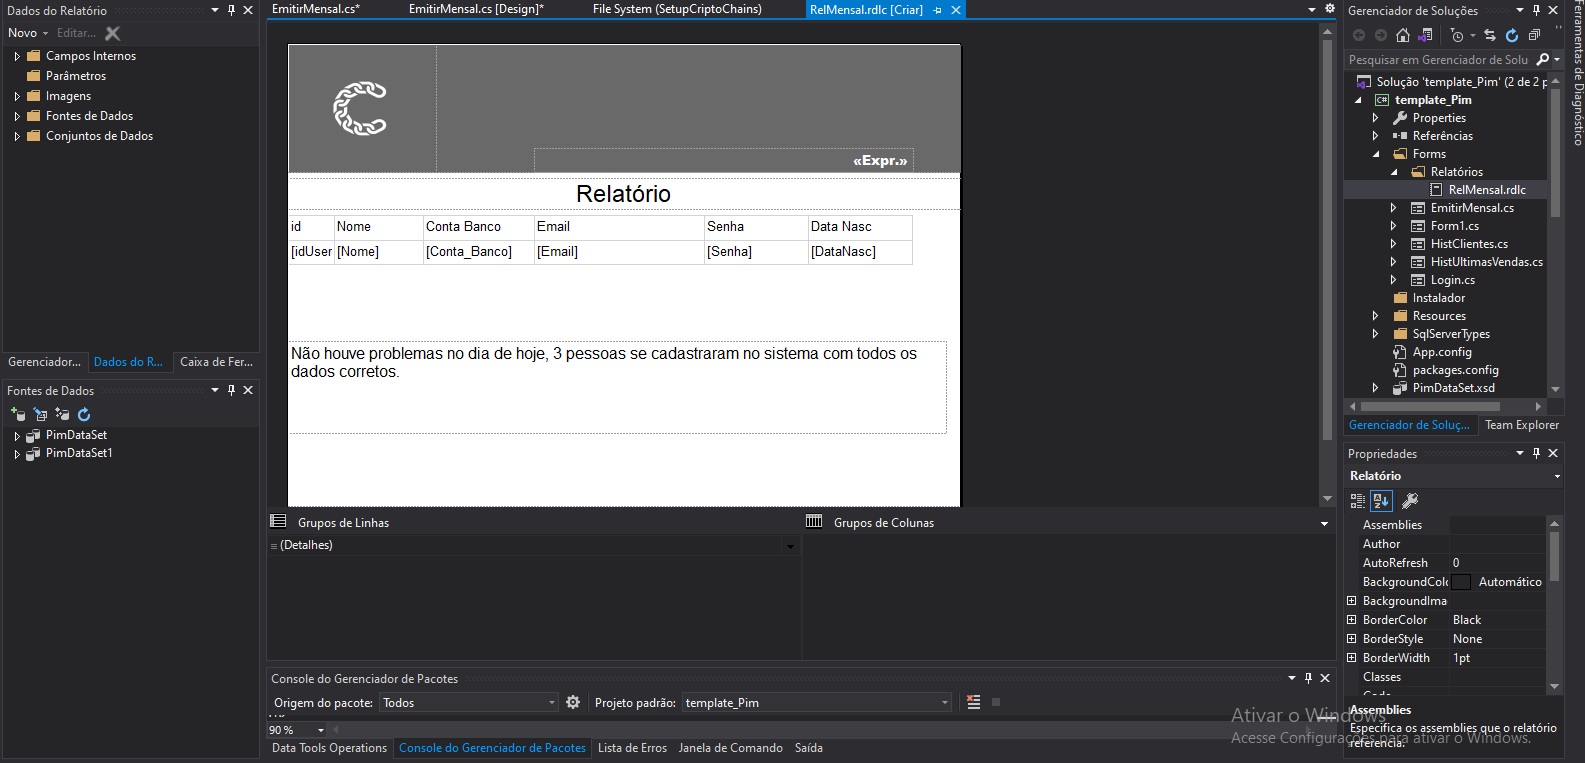 Dados do Relatório
Novo
Editar...
Campos Internos
Parâmetros
Imagens
Fontes de Dados
Conjuntos de Dados
Gerenciador...
Dados do R...
Caixa de Fer...
Fontes de Dados
PimDataSet
PimDataSet1
EmitirMensal.cs*
EmitirMensal.cs [Design]*
File System (SetupCriptoChains)
RelMensal.rdlc [Criar]
«Expr.»
Relatório
id Nome Conta Banco Email Senha Data Nasc
[idUser [Nome] [Conta_Banco] [Email] [Senha] [DataNasc]
Não houve problemas no dia de hoje, 3 pessoas se cadastraram no sistema com todos os
dados corretos.
Grupos de Linhas
Grupos de Colunas
(Detalhes)
Console do Gerenciador de Pacotes
Origem do pacote: Todos
Projeto padrão: template_Pim
90 %
Data Tools Operations
Console do Gerenciador de Pacotes
Lista de Erros
Janela de Comando
Saída
Gerenciador de Soluções
Pesquisar em Gerenciador de Solu
Solução 'template_Pim' (2 de 2 p
C# template_Pim
Properties
Referências
Forms
Relatórios
RelMensal.rdlc
EmitirMensal.cs
Form1.cs
HistClientes.cs
HistUltimasVendas.cs
Login.cs
Instalador
Resources
SqlServerTypes
App.config
packages.config
PimDataSet.xsd
Gerenciador de Soluç...
Team Explorer
Propriedades
Relatório
Assemblies
Author
AutoRefresh 0
BackgroundColo Automático
BackgroundIma
BorderColor Black
BorderStyle None
BorderWidth 1pt
Classes
Assemblies
Especifica os assemblies que o relatório
referencia.
Ativar o Windows
Acesse Configurações para ativar o Windows.
Ferramentas de Diagnóstico